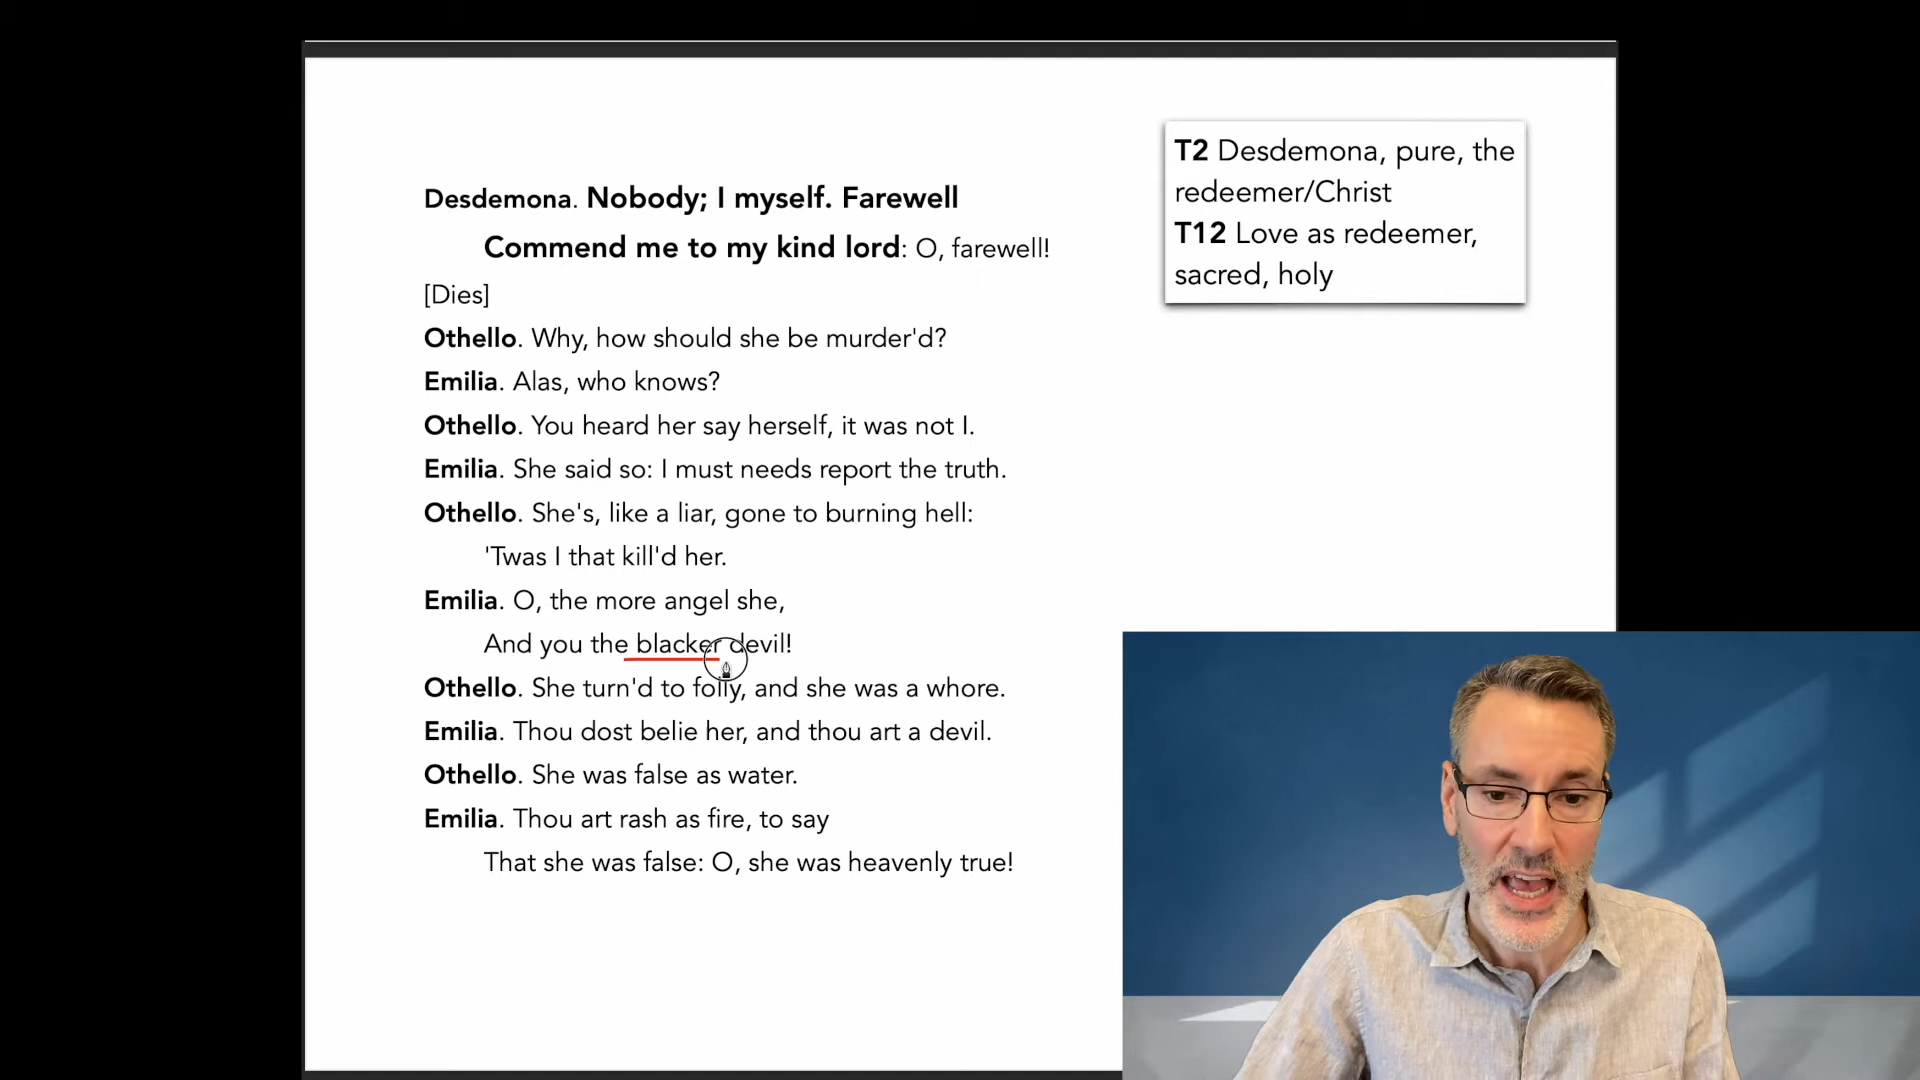 Desdemona. Nobody; I myself. Farewell
Commend me to my kind lord: O, farewell!
[Dies]
Othello. Why, how should she be murder'd?
Emilia. Alas, who knows?
Othello. You heard her say herself, it was not I.
Emilia. She said so: I must needs report the truth.
Othello. She's, like a liar, gone to burning hell:
'Twas I that kill'd her.
Emilia. O, the more angel she,
And you the blacker devil!
Othello. She turn'd to folly, and she was a whore.
Emilia. Thou dost belie her, and thou art a devil.
Othello. She was false as water.
Emilia. Thou art rash as fire, to say
That she was false: O, she was heavenly true!
T2 Desdemona, pure, the
redeemer/Christ
T12 Love as redeemer,
sacred, holy